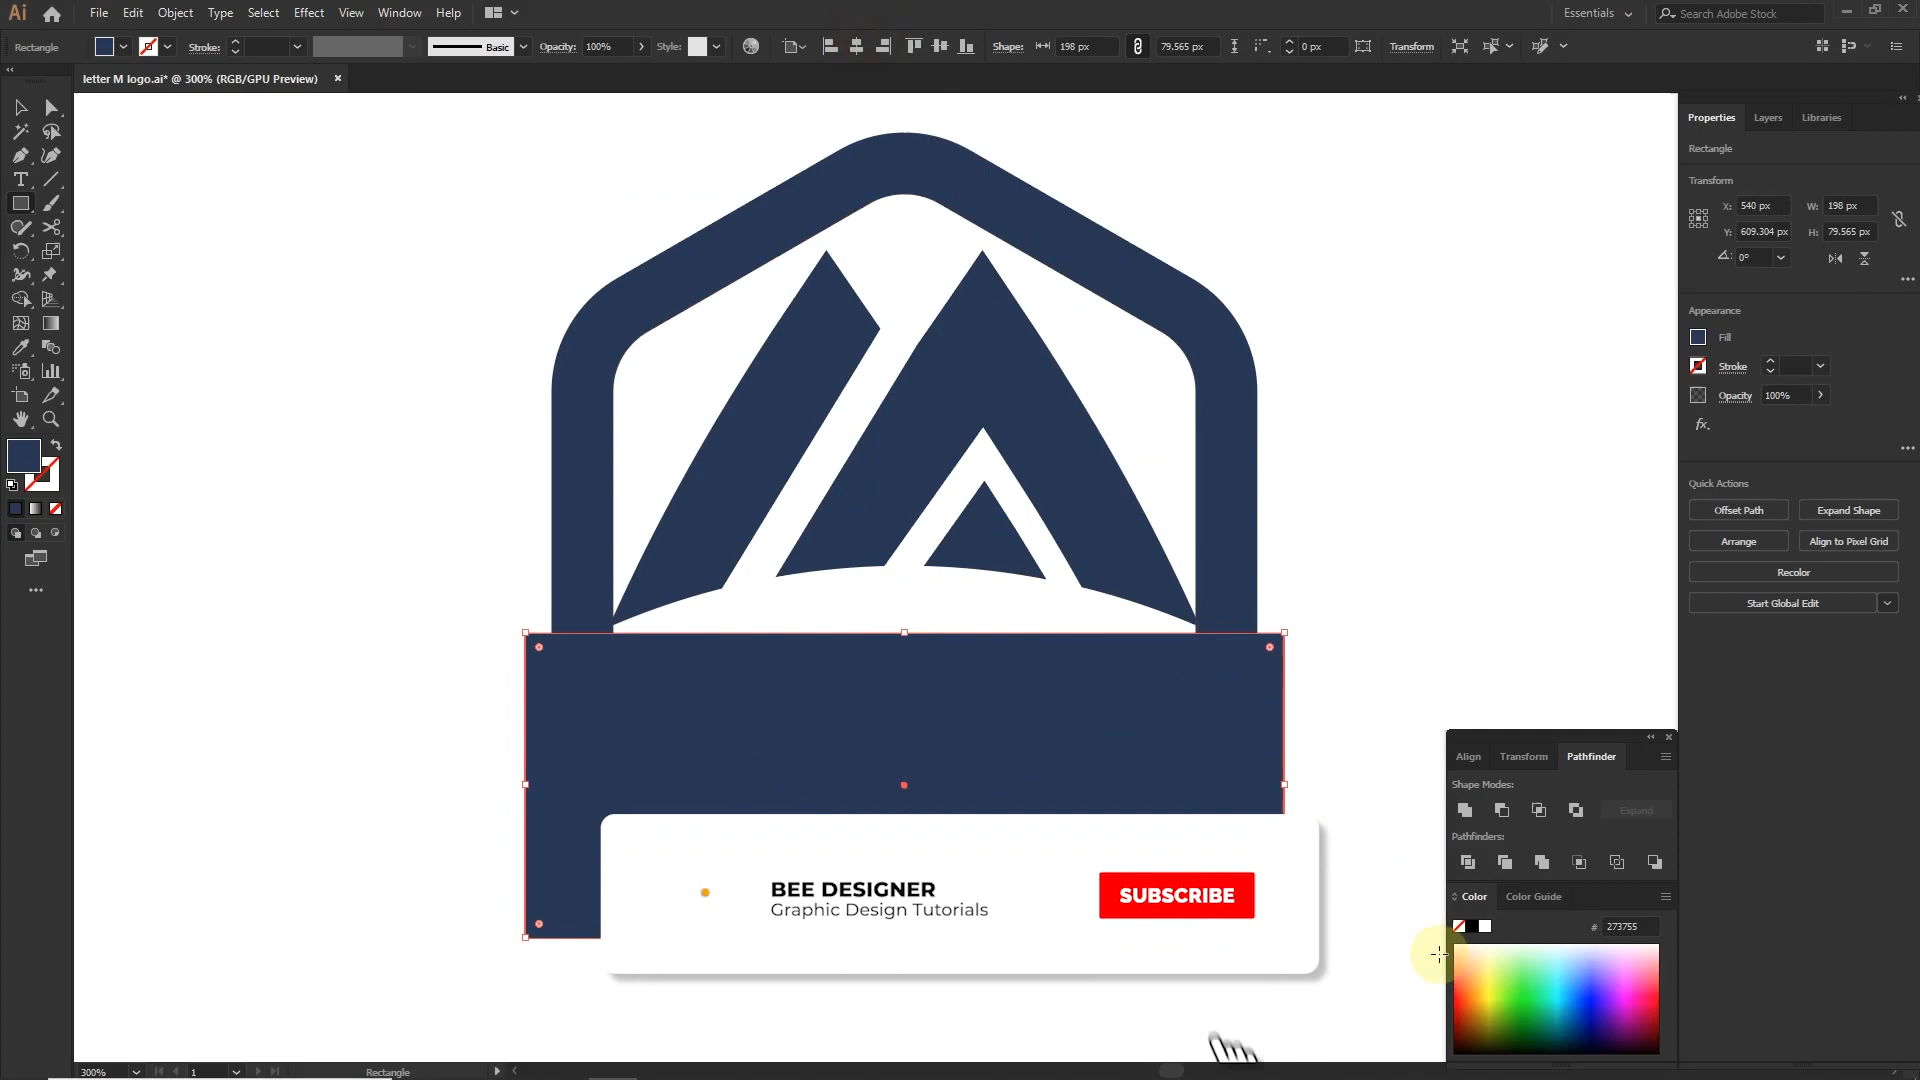 Ai File Edit Object Type Select Effect View Window Help Essentials Search Adobe Stock
Rectangle Stroke: Basic Opacity: 100% Style: Shape: 198 px 79.565 px 0 px Transform
letter M logo.ai* @ 300% (RGB/GPU Preview) ×
Properties Layers Libraries
Rectangle
Transform
X: 540 px W: 198 px
Y: 609.304 px H: 79.565 px
0°
Appearance
Fill
Stroke
Opacity 100%
fx.
Quick Actions
Offset Path Expand Shape
Arrange Align to Pixel Grid
Recolor
Start Global Edit
Align Transform Pathfinder
Shape Modes:
Expand
Pathfinders:
Color Color Guide
# 273755
BEE DESIGNER
Graphic Design Tutorials
SUBSCRIBE
300% 1 Rectangle